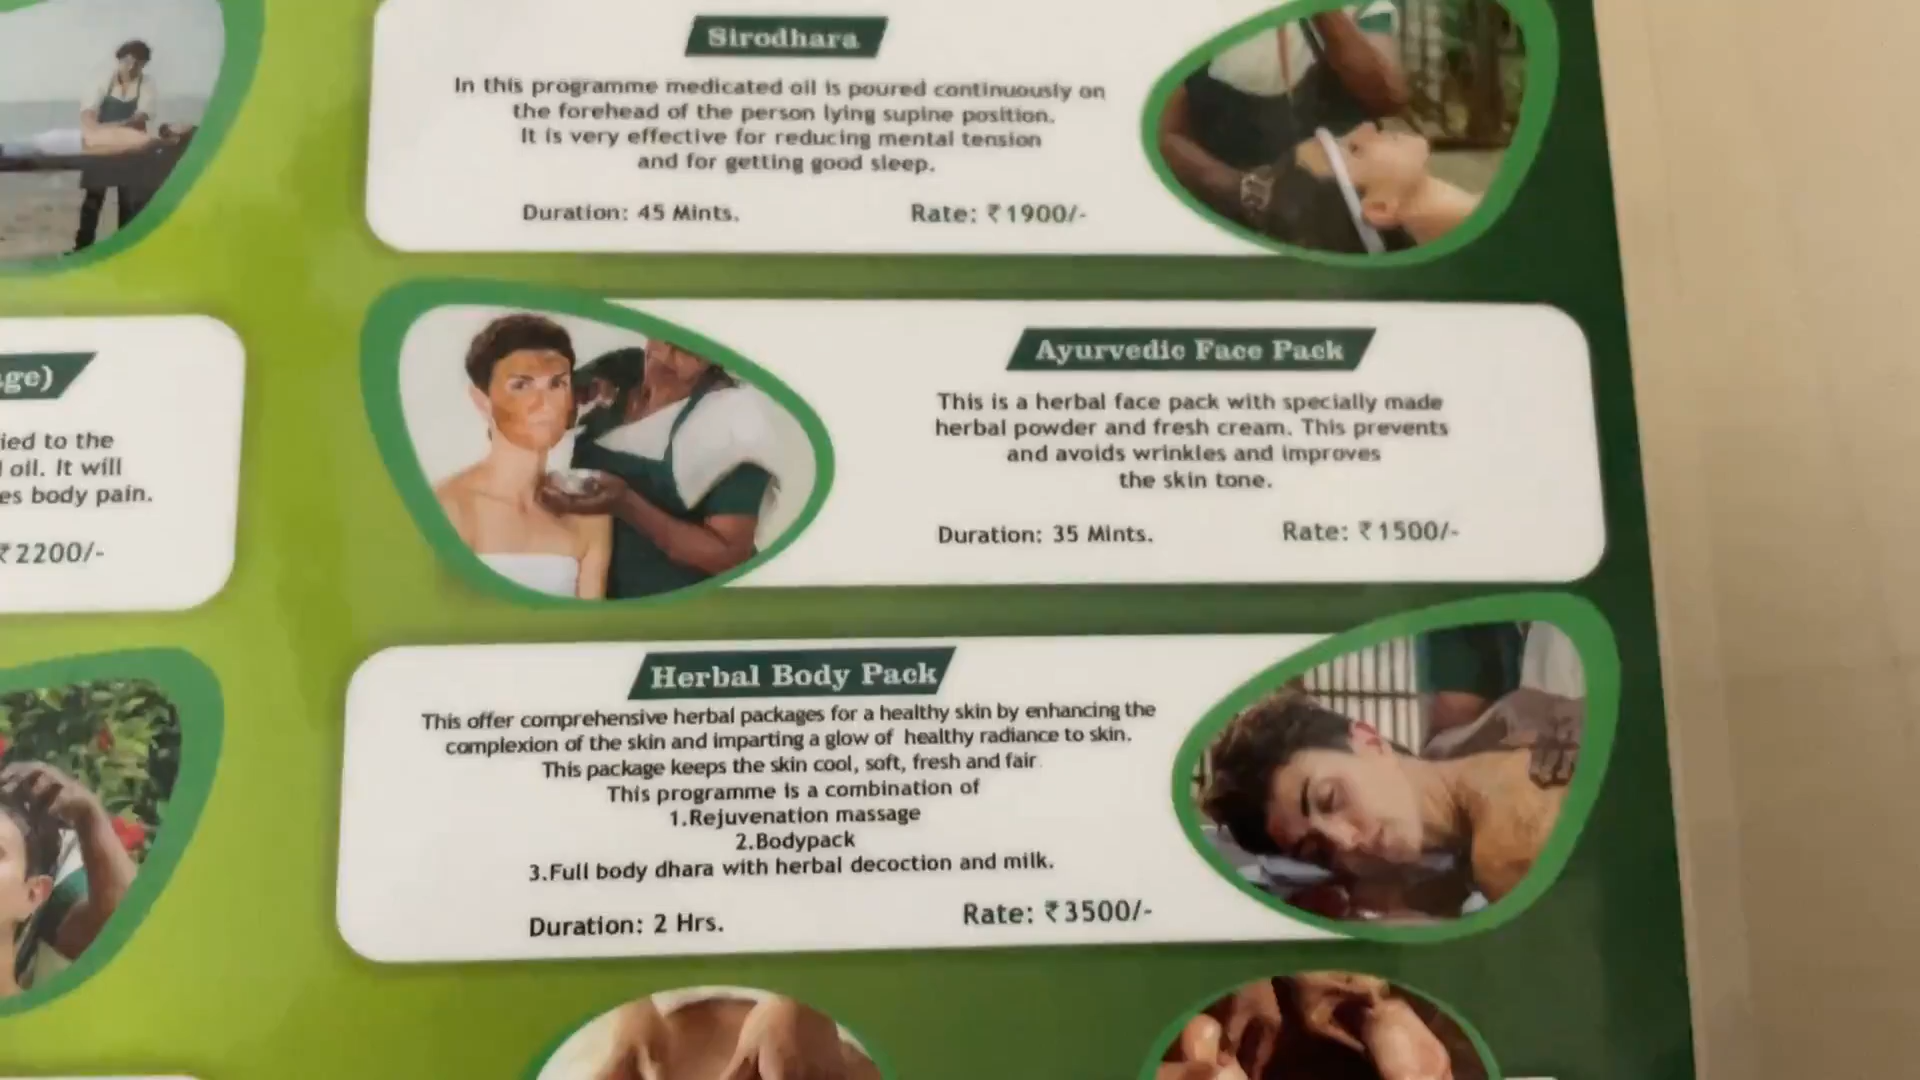 Sirodhara
In this programme medicated oil is poured continuously on
the forehead of the person lying supine position.
It is very effective for reducing mental tension
and for getting good sleep.
Duration: 45 Mints. Rate: ₹1900/-
ge)
ied to the
oil. It will
es body pain.
₹2200/-
Ayurvedic Face Pack
This is a herbal face pack with specially made
herbal powder and fresh cream. This prevents
and avoids wrinkles and improves
the skin tone.
Duration: 35 Mints. Rate: ₹1500/-
Herbal Body Pack
This offer comprehensive herbal packages for a healthy skin by enhancing the
complexion of the skin and imparting a glow of healthy radiance to skin.
This package keeps the skin cool, soft, fresh and fair.
This programme is a combination of
1.Rejuvenation massage
2.Bodypack
3.Full body dhara with herbal decoction and milk.
Duration: 2 Hrs. Rate: ₹3500/-